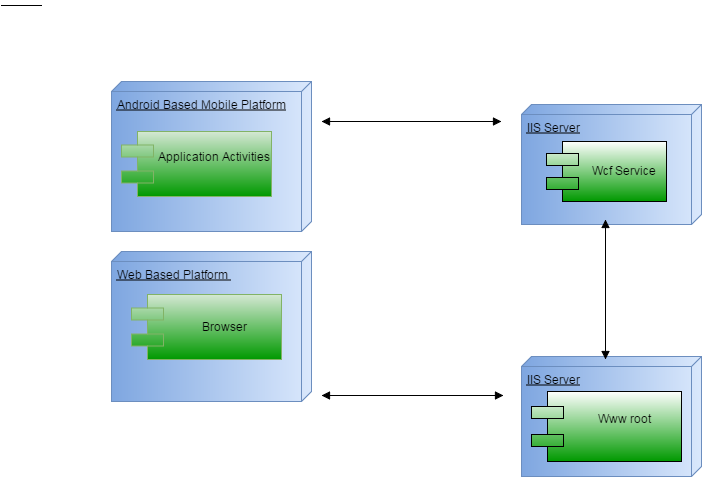 Android Based Mobile Platform
Application Activities
IIS Server
Wcf Service
Web Based Platform
Browser
IIS Server
Www root